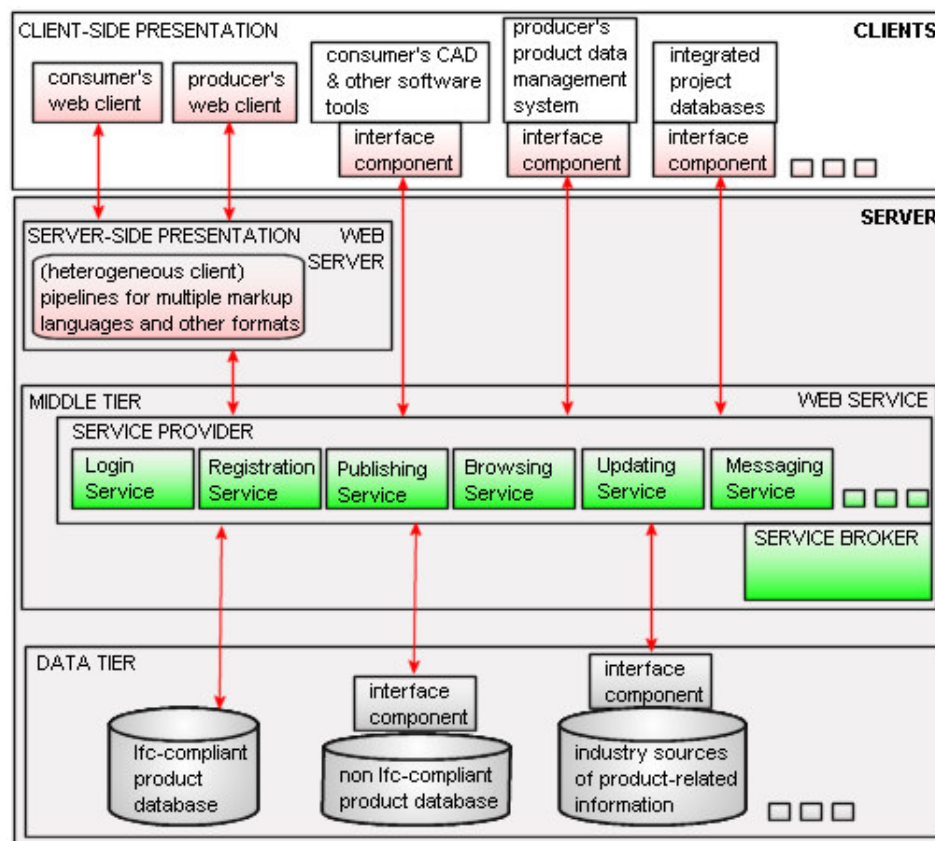 CLIENT-SIDE PRESENTATION
CLIENTS
consumer's
web client
producer's
web client
consumer's CAD
& other software
tools
interface
component
producer's
product data
management
system
interface
component
integrated
project
databases
interface
component
SERVER
SERVER-SIDE PRESENTATION
WEB
SERVER
(heterogeneous client)
pipelines for multiple markup
languages and other formats
MIDDLE TIER
WEB SERVICE
SERVICE PROVIDER
Login
Service
Registration
Service
Publishing
Service
Browsing
Service
Updating
Service
Messaging
Service
SERVICE BROKER
DATA TIER
Ifc-compliant
product
database
interface
component
non Ifc-compliant
product database
interface
component
industry sources
of product-related
information